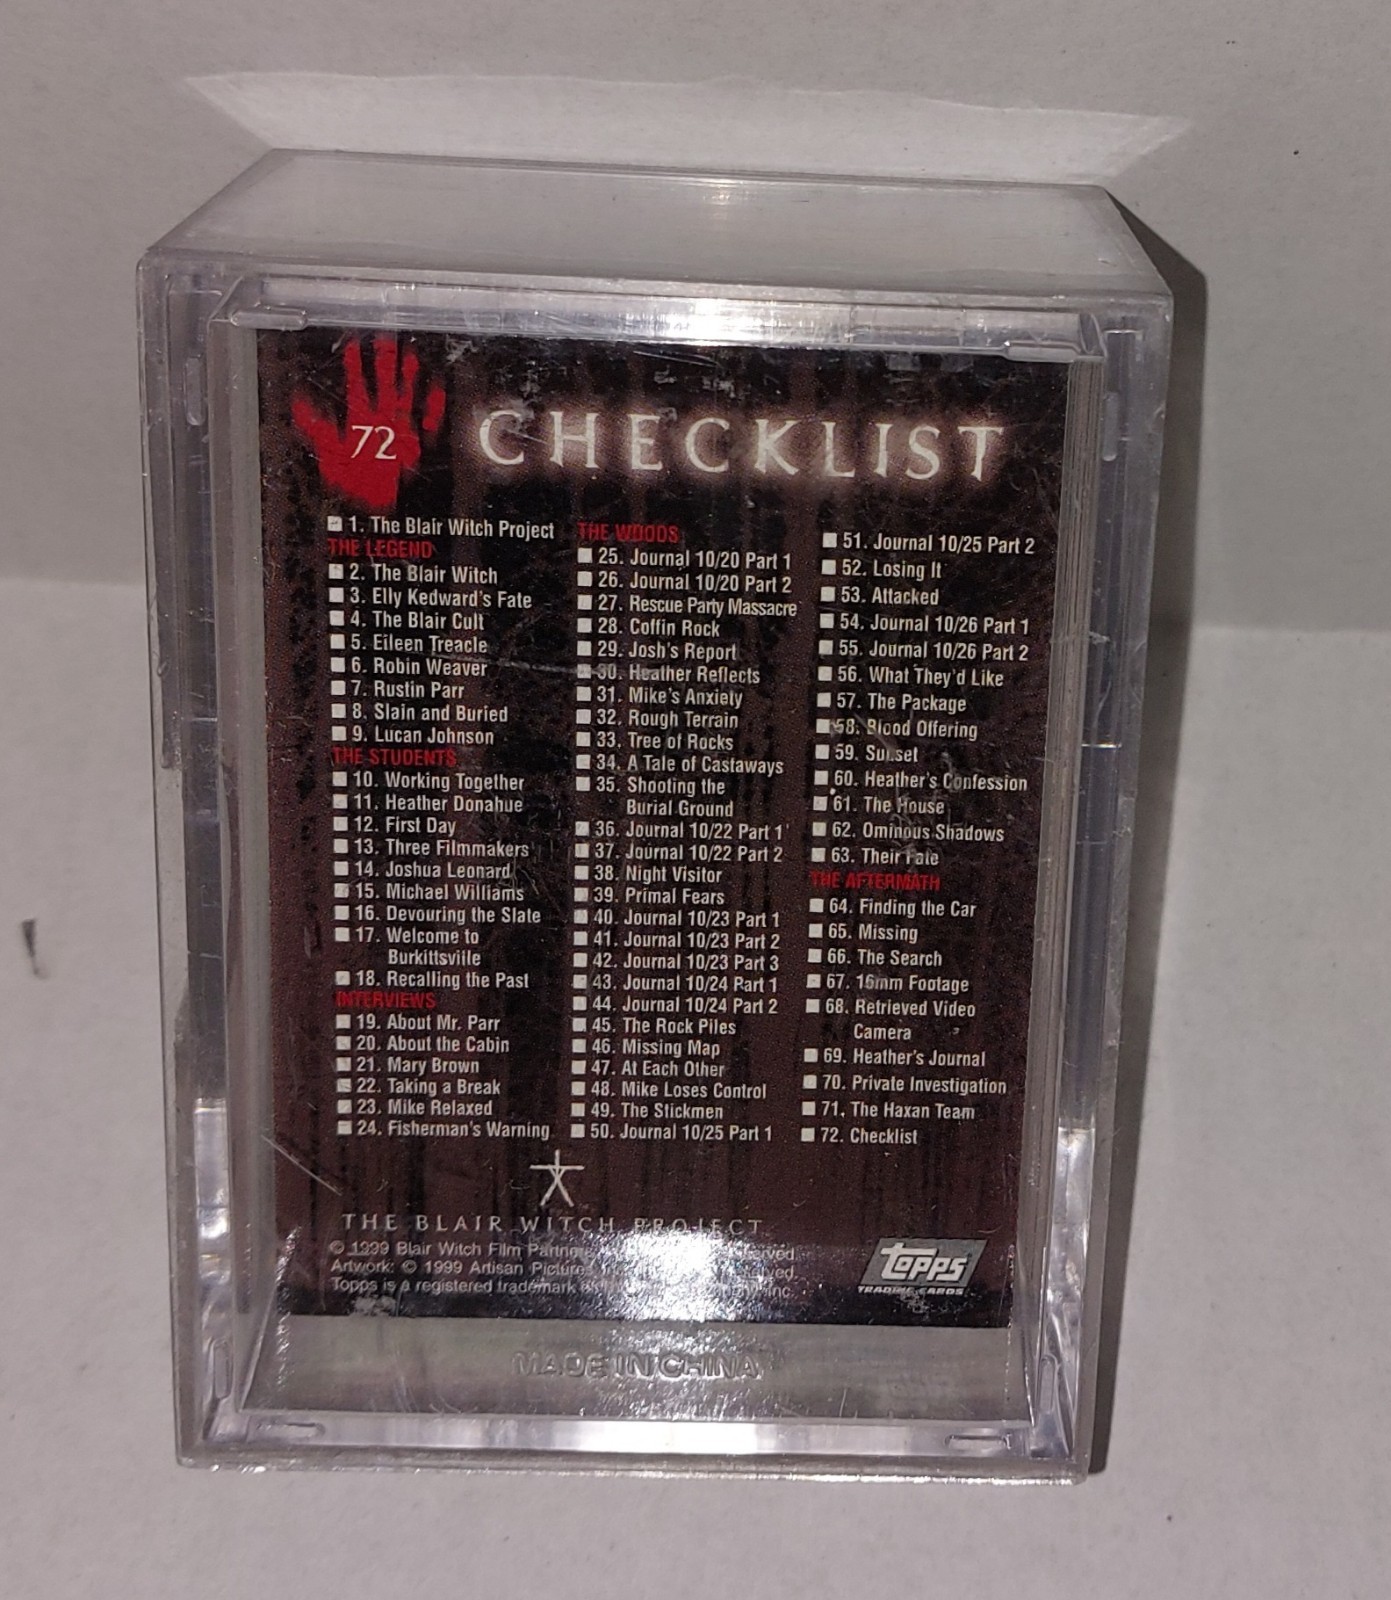 72
CHECKLIST
1. The Blair Witch Project
THE LEGEND
2. The Blair Witch
3. Elly Kedward's Fate
4. The Blair Cult
5. Eileen Treacle
6. Robin Weaver
7. Rustin Parr
8. Slain and Buried
9. Lucan Johnson
THE STUDENTS
10. Working Together
11. Heather Donahue
12. First Day
13. Three Filmmakers
14. Joshua Leonard
15. Michael Williams
16. Devouring the Slate
17. Welcome to
Burkittsville
18. Recalling the Past
INTERVIEWS
19. About Mr. Parr
20. About the Cabin
21. Mary Brown
22. Taking a Break
23. Mike Relaxed
24. Fisherman's Warning
THE WOODS
25. Journal 10/20 Part 1
26. Journal 10/20 Part 2
27. Rescue Party Massacre
28. Coffin Rock
29. Josh's Report
30. Heather Reflects
31. Mike's Anxiety
32. Rough Terrain
33. Tree of Rocks
34. A Tale of Castaways
35. Shooting the
Burial Ground
36. Journal 10/22 Part 1
37. Journal 10/22 Part 2
38. Night Visitor
39. Primal Fears
40. Journal 10/23 Part 1
41. Journal 10/23 Part 2
42. Journal 10/23 Part 3
43. Journal 10/24 Part 1
44. Journal 10/24 Part 2
45. The Rock Piles
46. Missing Map
47. At Each Other
48. Mike Loses Control
49. The Stickmen
50. Journal 10/25 Part 1
51. Journal 10/25 Part 2
52. Losing It
53. Attacked
54. Journal 10/26 Part 1
55. Journal 10/26 Part 2
56. What They'd Like
57. The Package
58. Blood Offering
59. Sunset
60. Heather's Confession
61. The House
62. Ominous Shadows
63. Their Fate
THE AFTERMATH
64. Finding the Car
65. Missing
66. The Search
67. 16mm Footage
68. Retrieved Video
Camera
69. Heather's Journal
70. Private Investigation
71. The Haxan Team
72. Checklist
THE BLAIR WITCH PROJECT
© 1999 Blair Witch Film
Artwork: © 1999 Artisan Pictures
Topps is a registered trademark Inc.
topps
TRADING CARDS
MADE IN CHINA